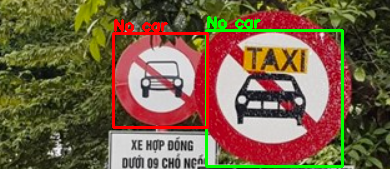 No car
No car
TAXI
XE HỢP ĐỒNG
DƯỚI 09 CHỖ NGỒI